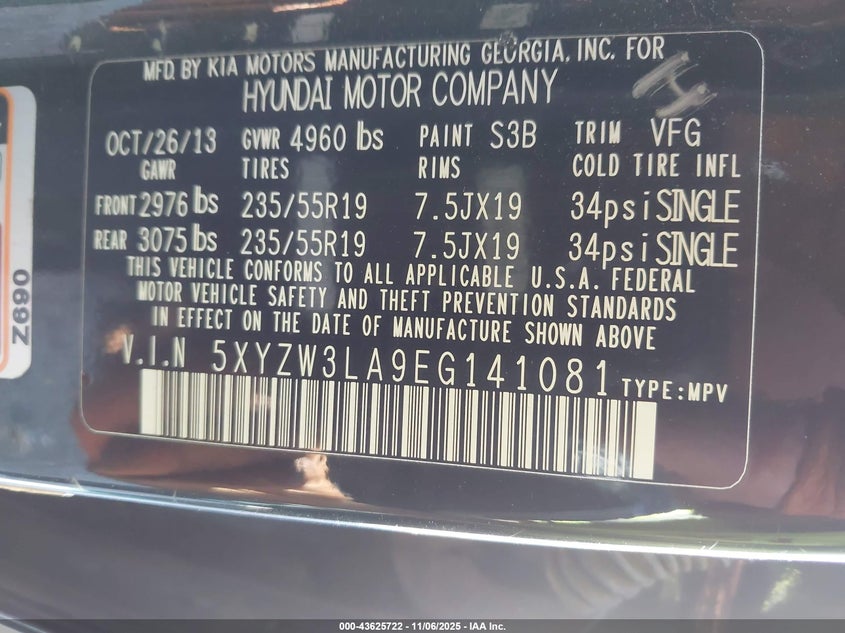 MFD. BY KIA MOTORS MANUFACTURING GEORGIA, INC. FOR
HYUNDAI MOTOR COMPANY
OCT/26/13 GVWR 4960 lbs PAINT S3B TRIM VFG
GAWR TIRES RIMS COLD TIRE INFL
FRONT 2976 lbs 235/55R19 7.5JX19 34psi SINGLE
REAR 3075 lbs 235/55R19 7.5JX19 34psi SINGLE
THIS VEHICLE CONFORMS TO ALL APPLICABLE U.S.A. FEDERAL
MOTOR VEHICLE SAFETY AND THEFT PREVENTION STANDARDS
IN EFFECT ON THE DATE OF MANUFACTURE SHOWN ABOVE
V.I.N 5XYZW3LA9EG141081 TYPE:MPV
Z690
000-43625722 - 11/06/2025 - IAA Inc.